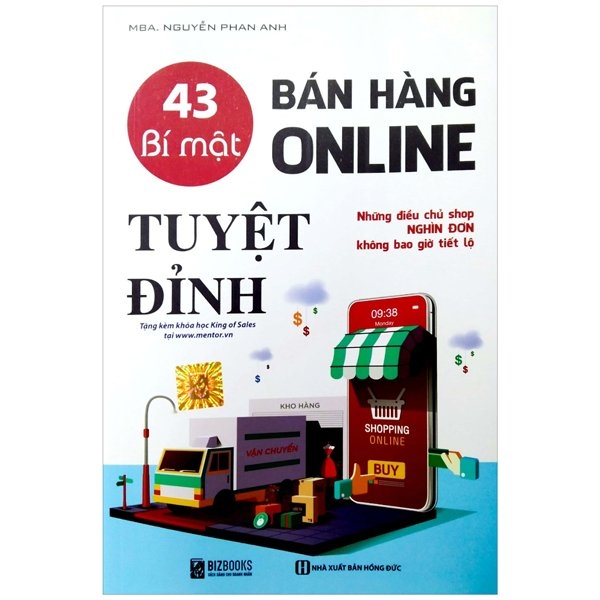 MBA. NGUYỄN PHAN ANH
43
Bí mật
BÁN HÀNG
ONLINE
TUYỆT
ĐỈNH
Những điều chủ shop
NGHÌN ĐƠN
không bao giờ tiết lộ
Tặng kèm khóa học King of Sales
tại www.mentor.vn
09:38
Monday
KHO HÀNG
VẬN CHUYỂN
SHOPPING
ONLINE
BUY
BIZBOOKS
NHÀ XUẤT BẢN HỒNG ĐỨC